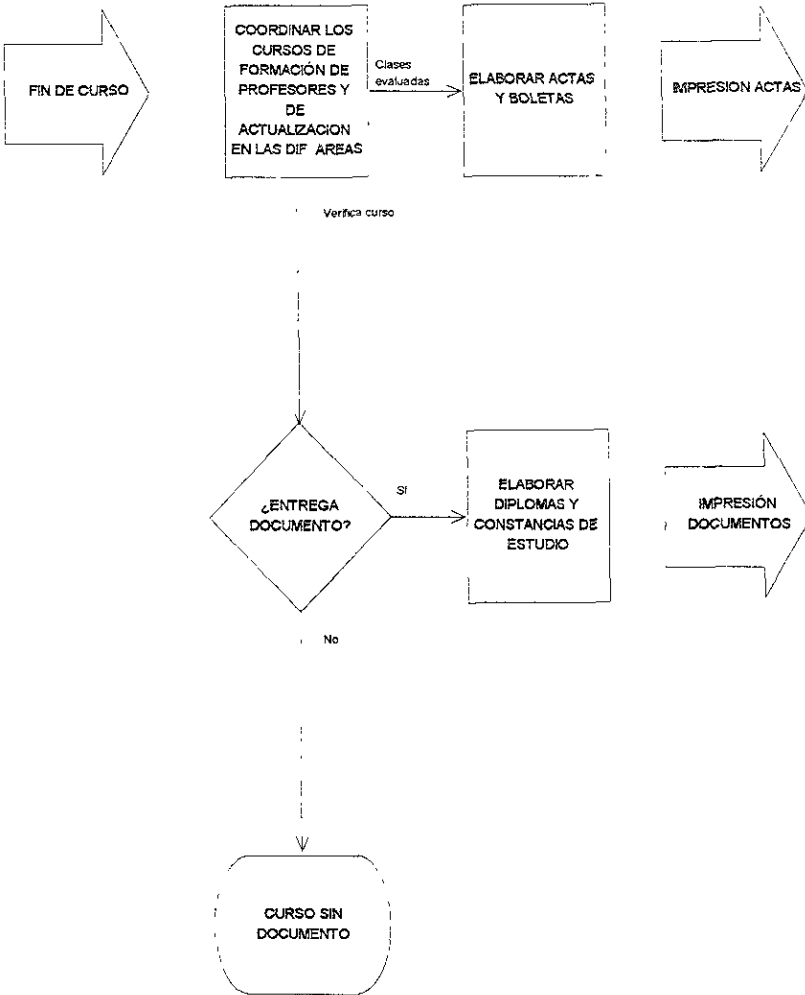 FIN DE CURSO
COORDINAR LOS
CURSOS DE
FORMACIÓN DE
PROFESORES Y
DE
ACTUALIZACION
EN LAS DIF AREAS
Clases
evaluadas
ELABORAR ACTAS
Y BOLETAS
IMPRESION ACTAS
Verifica curso
¿ENTREGA
DOCUMENTO?
Sí
ELABORAR
DIPLOMAS Y
CONSTANCIAS DE
ESTUDIO
IMPRESIÓN
DOCUMENTOS
No
CURSO SIN
DOCUMENTO